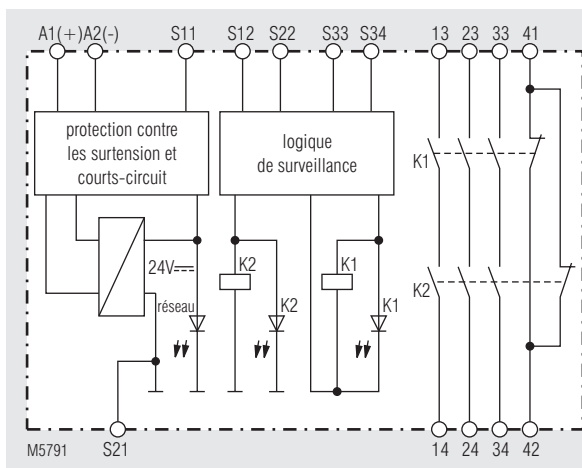 A1(+) A2(-) S11 S12 S22 S33 S34 13 23 33 41
protection contre
les surtension et
courts-circuit
logique
de surveillance
K1
24V
K2
K1
réseau
K2
K1
K2
M5791 S21 14 24 34 42